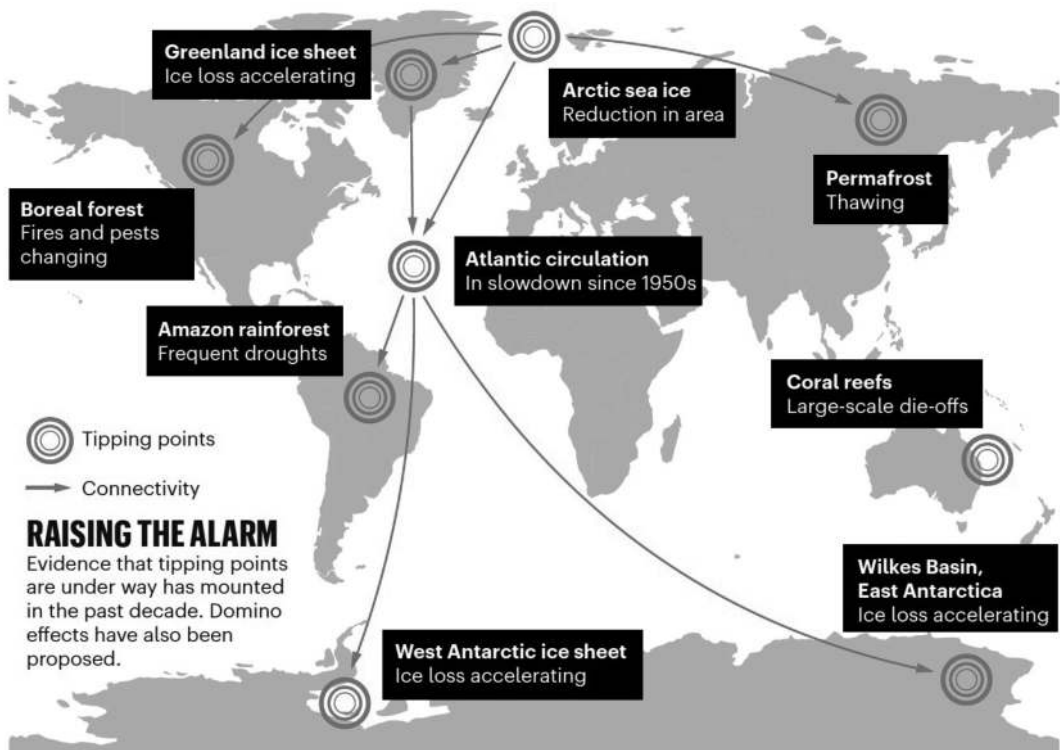 Greenland ice sheet
Ice loss accelerating
Arctic sea ice
Reduction in area
Permafrost
Thawing
Boreal forest
Fires and pests
changing
Atlantic circulation
In slowdown since 1950s
Amazon rainforest
Frequent droughts
Coral reefs
Large-scale die-offs
Tipping points
Connectivity
RAISING THE ALARM
Evidence that tipping points
are under way has mounted
in the past decade. Domino
effects have also been
proposed.
Wilkes Basin,
East Antarctica
Ice loss accelerating
West Antarctic ice sheet
Ice loss accelerating